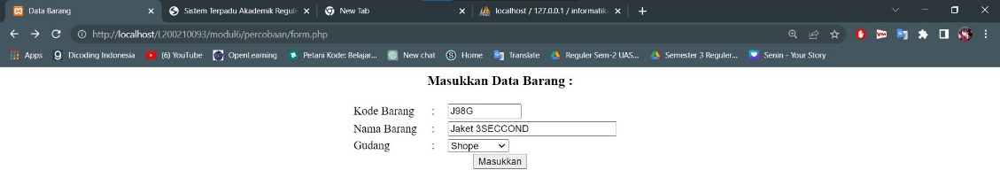 Data Barang
Sistem Terpadu Akademik Regule
New Tab
localhost / 127.0.0.1 / informatika
http://localhost/L200210093/modul6/percobaan/form.php
Apps Dicoding Indonesia (6) YouTube OpenLearning Petani Kode: Belajar... New chat Home Translate Reguler Sem-2 UAS... Semester 3 Reguler... Senin - Your Story
Masukkan Data Barang :
Kode Barang : J98G
Nama Barang : Jaket 3SECCOND
Gudang : Shope
Masukkan